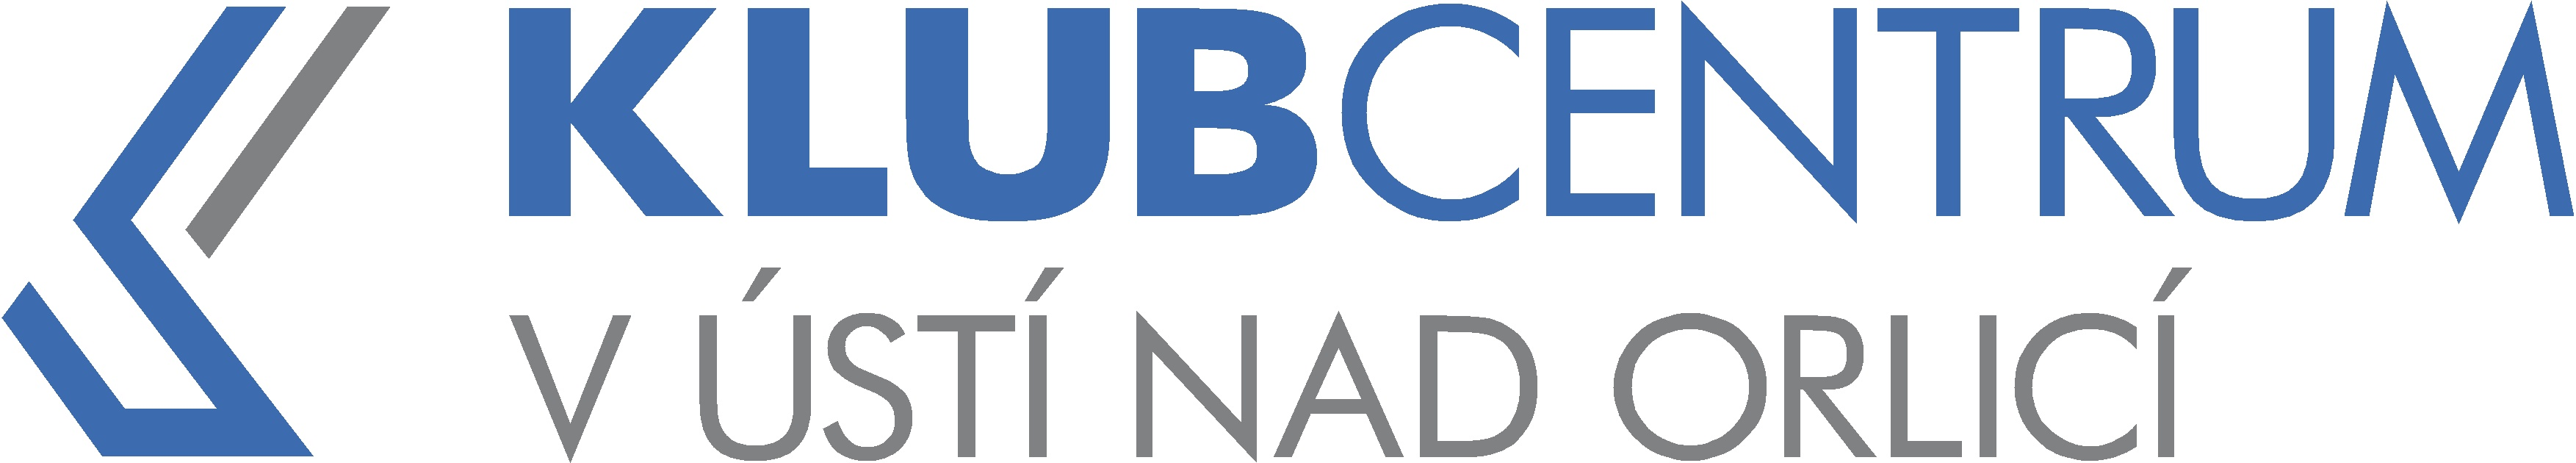 KLUBCENTRUM
V ÚSTÍ NAD ORLICÍ